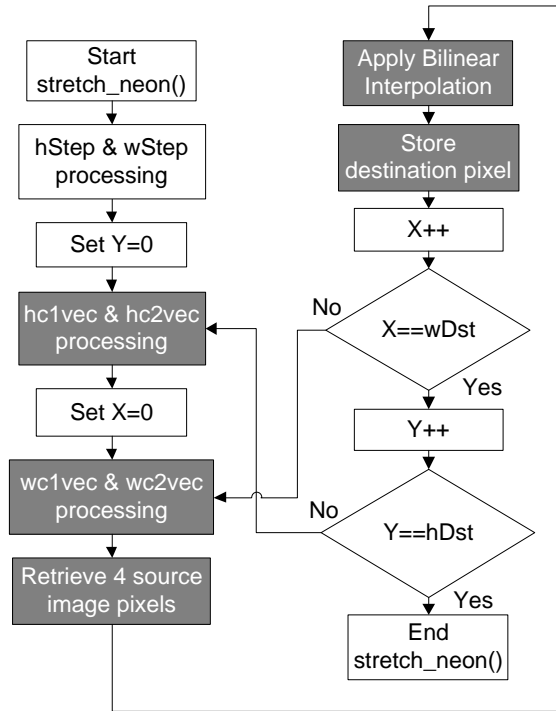 Start
stretch_neon()
hStep & wStep
processing
Set Y=0
hc1vec & hc2vec
processing
Set X=0
wc1vec & wc2vec
processing
Retrieve 4 source
image pixels
Apply Bilinear
Interpolation
Store
destination pixel
X++
No
X==wDst
Yes
Y++
No
Y==hDst
Yes
End
stretch_neon()